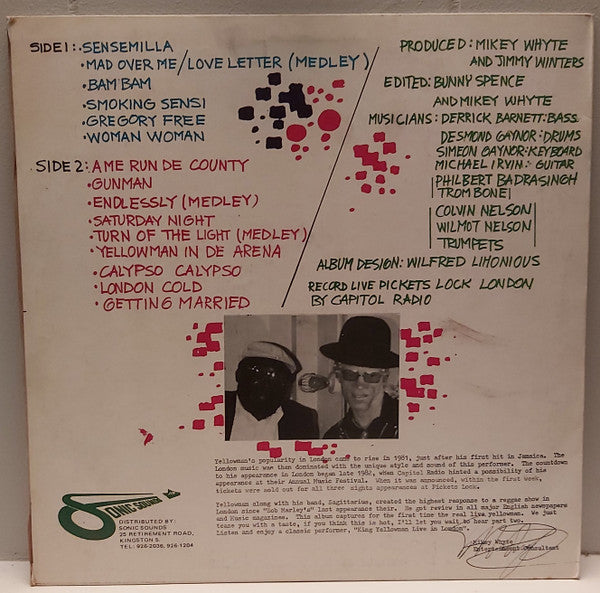 SIDE 1: • SENSEMILLA
• MAD OVER ME / LOVE LETTER (MEDLEY)
• BAM BAM
• SMOKING SENSI
• GREGORY FREE
• WOMAN WOMAN
SIDE 2: • A ME RUN DE COUNTY
• GUNMAN
• ENDLESSLY (MEDLEY)
• SATURDAY NIGHT
• TURN OF THE LIGHT (MEDLEY)
• YELLOWMAN IN DE ARENA
• CALYPSO CALYPSO
• LONDON COLD
• GETTING MARRIED
PRODUCED: MIKEY WHYTE
AND JIMMY WINTERS
EDITED: BUNNY SPENCE
AND MIKEY WHYTE
MUSICIANS: DERRICK BARNETT: BASS
DESMOND GAYNOR: DRUMS
SIMEON GAYNOR: KEYBOARD
MICHAEL IRVIN: GUITAR
PHILBERT BADRASINGH
TROMBONE
COLVIN NELSON
WILMOT NELSON
TRUMPETS
ALBUM DESIGN: WILFRED LIHONIOUS
RECORD LIVE PICKETS LOCK LONDON
BY CAPITOL RADIO
Yellowman's popularity in London came to rise in 1981, just after his first hit in Jamaica. The
London music was then dominated with the unique style and sound of this performer. The countdown
to his appearance in London began late 1982, when Capitol Radio hinted a possibility of his
appearance at their Annual Music Festival. When it was announced, within the first week,
tickets were sold out for all three nights appearances at Pickets Lock.
Yellowman along with his band, Sagittarius, created the highest response to a reggae show in
London since "Bob Marley's" last appearance there. He got review in all major English newspapers
and Music magazines. This album captures for the first time the real live yellowman. We just
tease you with a taste, if you think this is hot, I'll let you wait to hear part two.
Listen and enjoy a classic performer, "King Yellowman Live in London".
Mikey Whyte
Entertainment Consultant
SONIC SOUNDS
DISTRIBUTED BY:
SONIC SOUNDS
25 RETIREMENT ROAD,
KINGSTON 5.
TEL: 926-2036, 926-1204